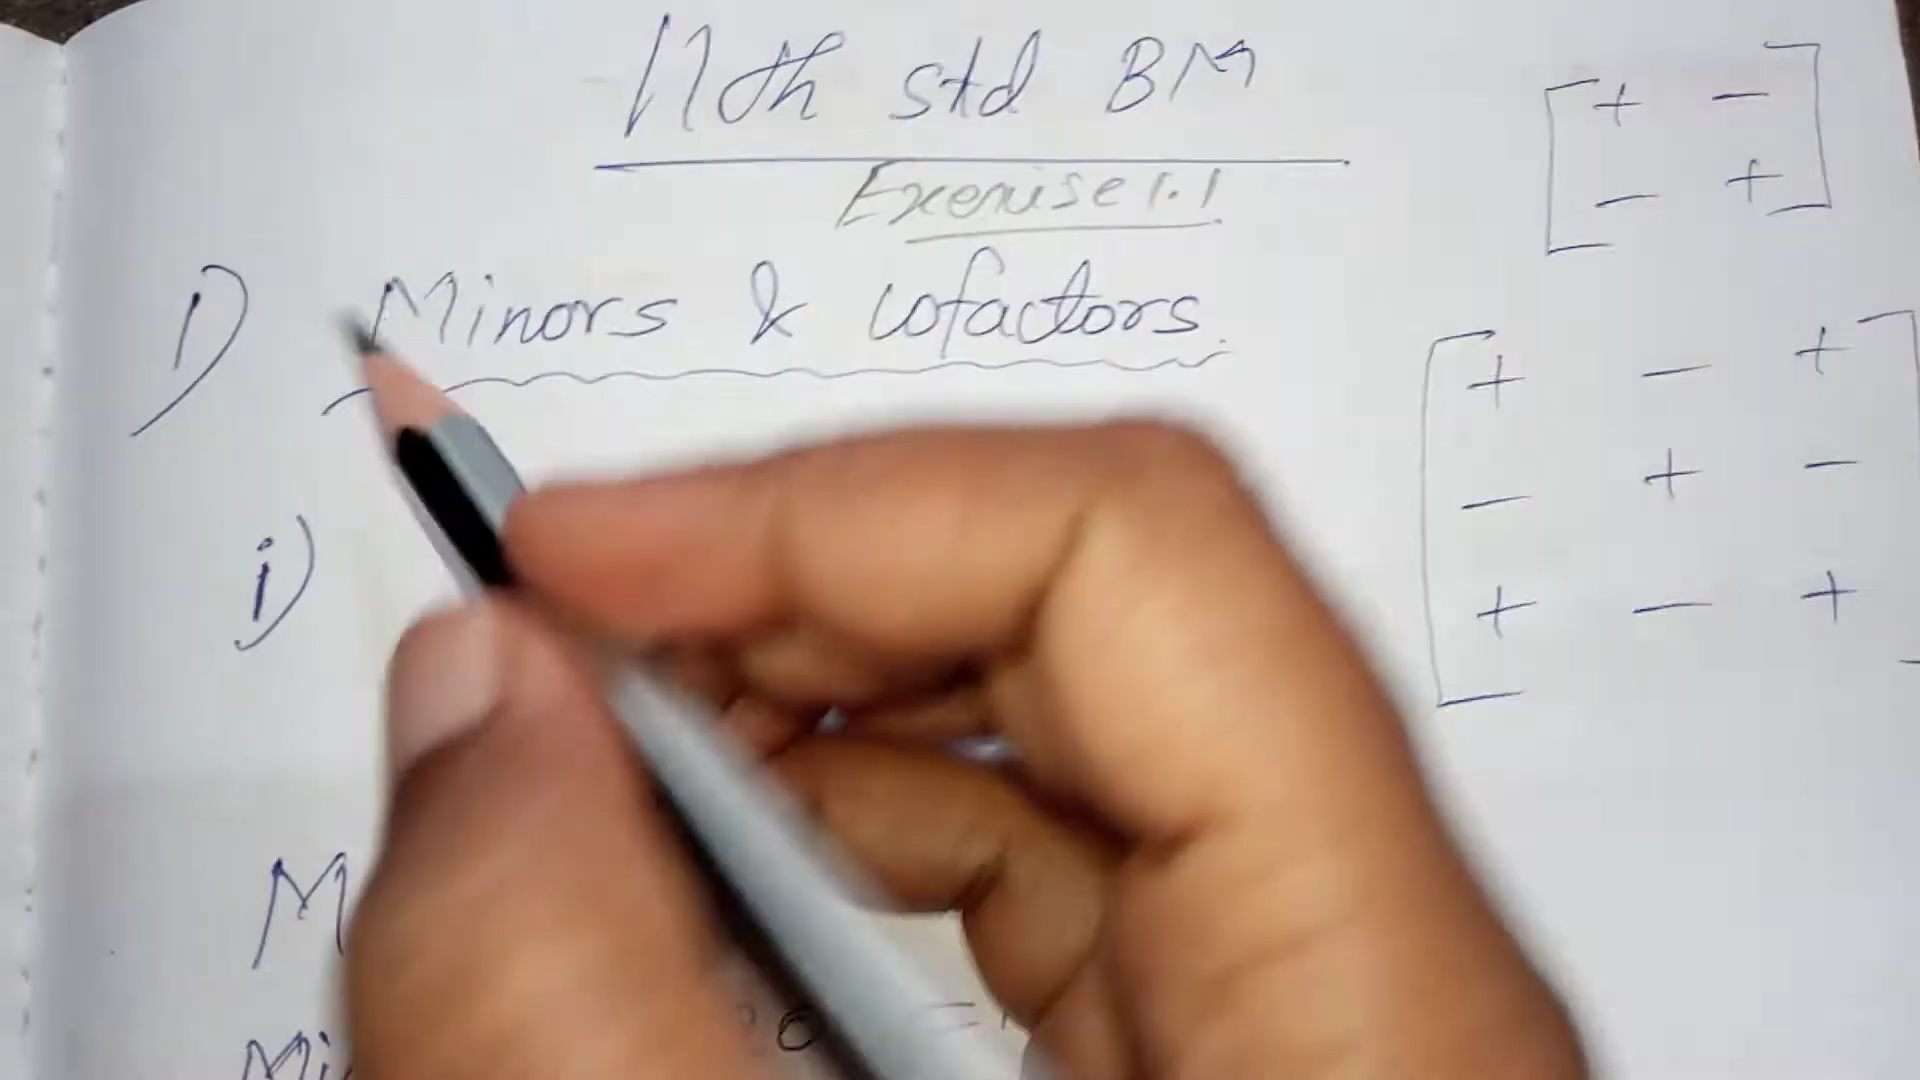 11th std BM
Exercise 1.1
1) Minors & cofactors.
i)
+ -
- +
+ - +
- + -
+ - +